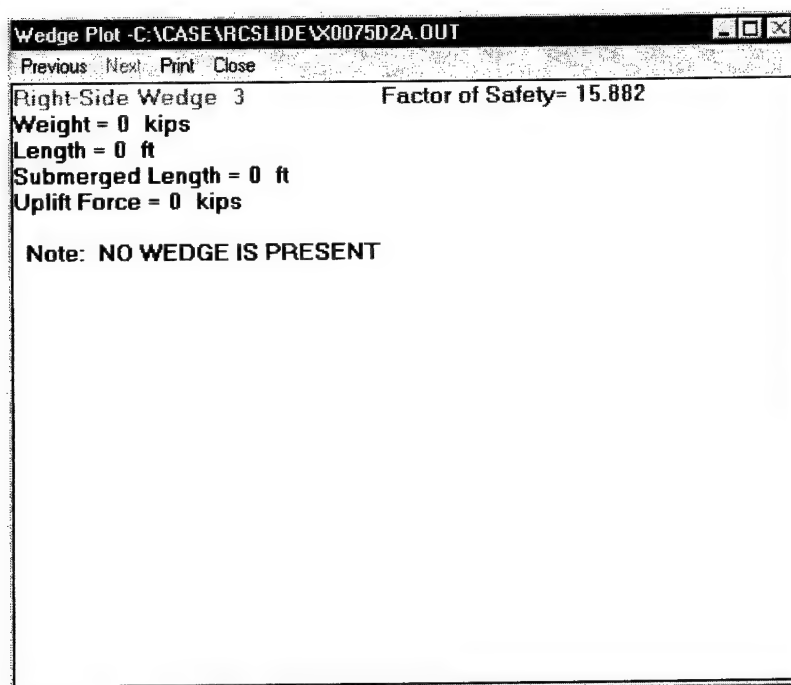 Wedge Plot -C:\CASE\RCSLIDE\X0075D2A.OUT
Previous Next Print Close
Right-Side Wedge 3 Factor of Safety= 15.882
Weight = 0 kips
Length = 0 ft
Submerged Length = 0 ft
Uplift Force = 0 kips
Note: NO WEDGE IS PRESENT